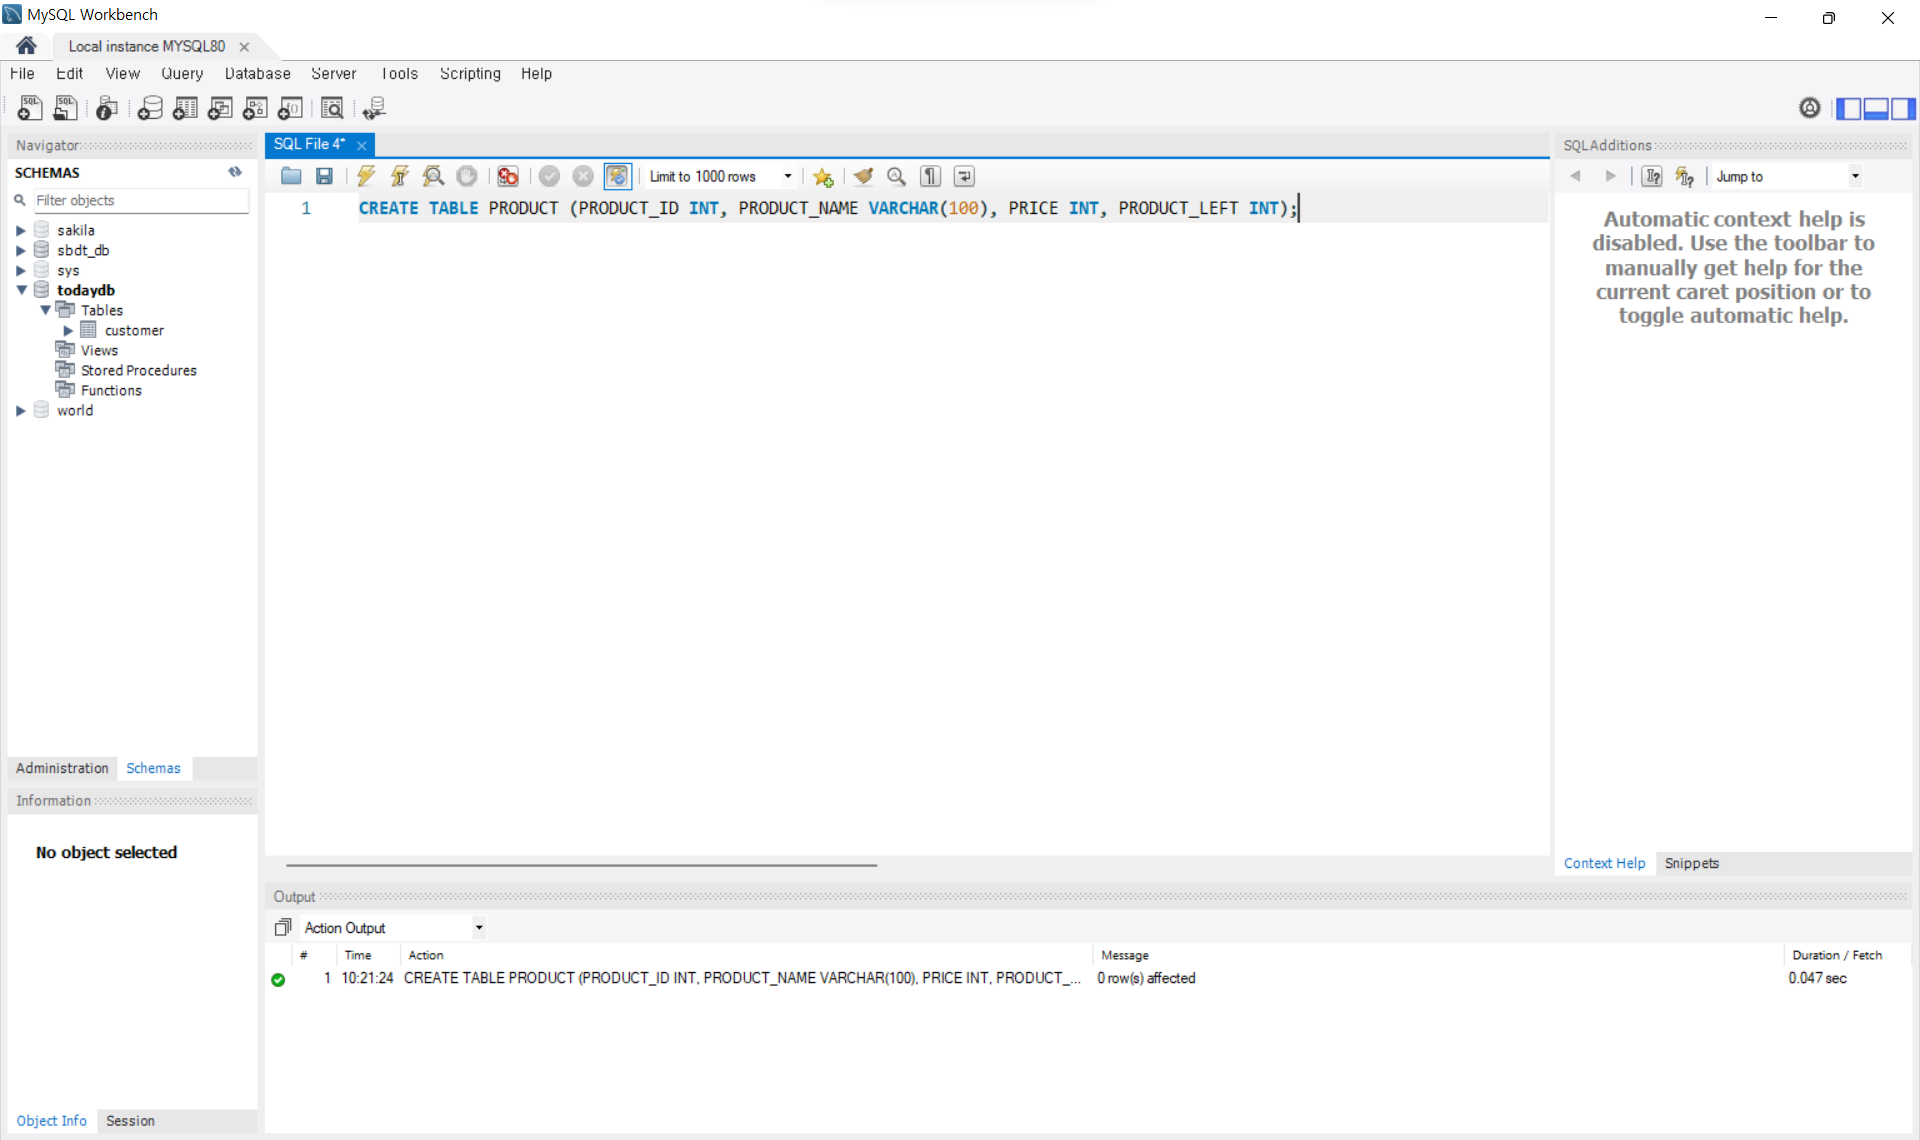 MySQL Workbench
Local instance MYSQL80
File Edit View Query Database Server Tools Scripting Help
Navigator
SCHEMAS
Filter objects
sakila
sbdt_db
sys
todaydb
Tables
customer
Views
Stored Procedures
Functions
world
Administration Schemas
Information
No object selected
Object Info Session
SQL File 4*
Limit to 1000 rows
1 CREATE TABLE PRODUCT (PRODUCT_ID INT, PRODUCT_NAME VARCHAR(100), PRICE INT, PRODUCT_LEFT INT);
SQLAdditions
Jump to
Automatic context help is
disabled. Use the toolbar to
manually get help for the
current caret position or to
toggle automatic help.
Context Help Snippets
Output
Action Output
# Time Action Message Duration / Fetch
1 10:21:24 CREATE TABLE PRODUCT (PRODUCT_ID INT, PRODUCT_NAME VARCHAR(100), PRICE INT, PRODUCT_... 0 row(s) affected 0.047 sec